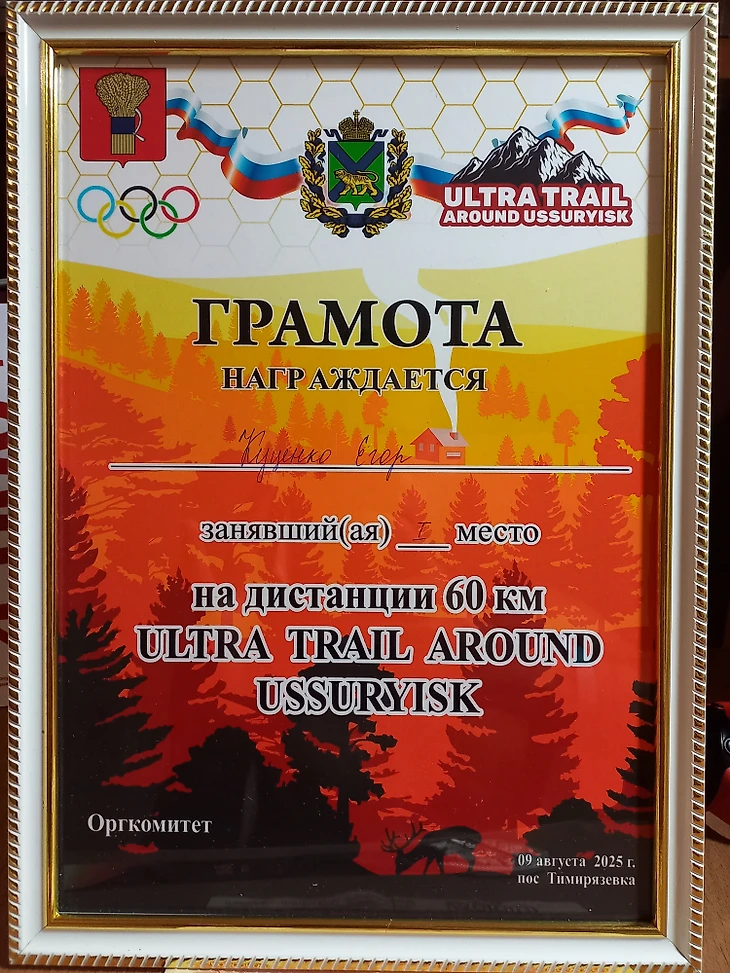 ULTRA TRAIL
AROUND USSURYISK
ГРАМОТА
НАГРАЖДАЕТСЯ
Куценко Егор
занявший(ая) I место
на дистанции 60 км
ULTRA TRAIL AROUND
USSURYISK
Оргкомитет
09 августа 2025 г.
пос Тимирязевка